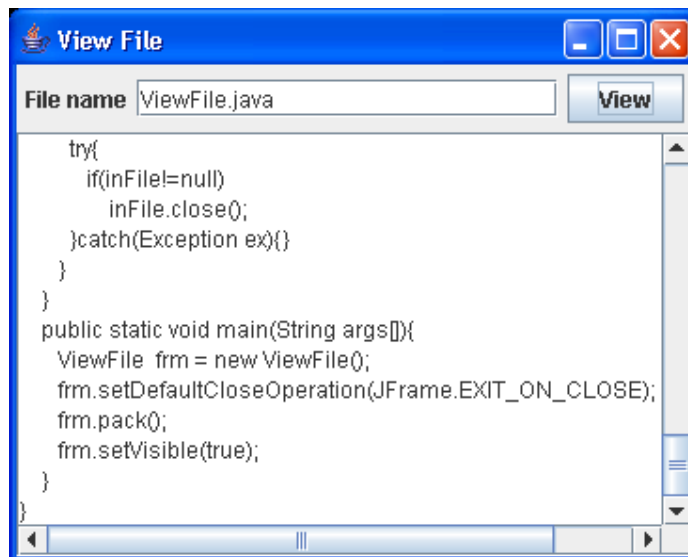 View File
File name ViewFile.java View
try{
if(inFile!=null)
inFile.close();
}catch(Exception ex){}
}
}
public static void main(String args[]){
ViewFile frm = new ViewFile();
frm.setDefaultCloseOperation(JFrame.EXIT_ON_CLOSE);
frm.pack();
frm.setVisible(true);
}
}